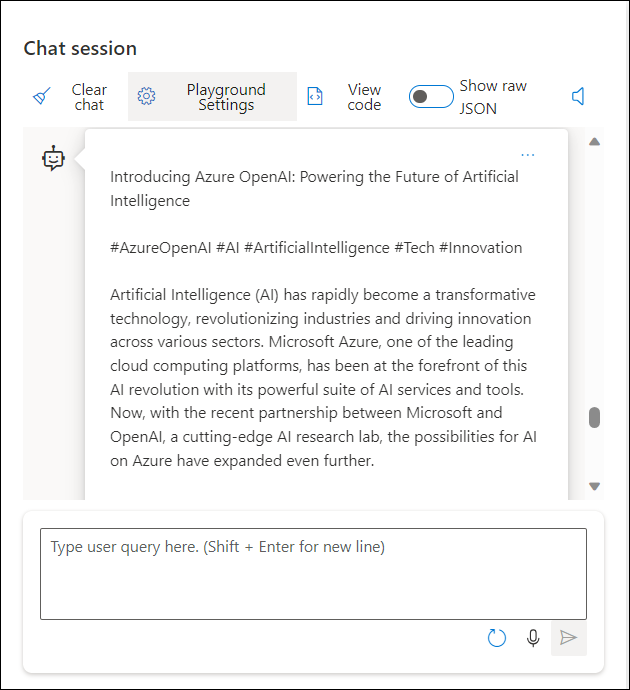 Chat session
Clear
chat
Playground
Settings
View
code
Show raw
JSON
Introducing Azure OpenAI: Powering the Future of Artificial
Intelligence
#AzureOpenAI #AI #ArtificialIntelligence #Tech #Innovation
Artificial Intelligence (AI) has rapidly become a transformative
technology, revolutionizing industries and driving innovation
across various sectors. Microsoft Azure, one of the leading
cloud computing platforms, has been at the forefront of this
AI revolution with its powerful suite of AI services and tools.
Now, with the recent partnership between Microsoft and
OpenAI, a cutting-edge AI research lab, the possibilities for AI
on Azure have expanded even further.
Type user query here. (Shift + Enter for new line)